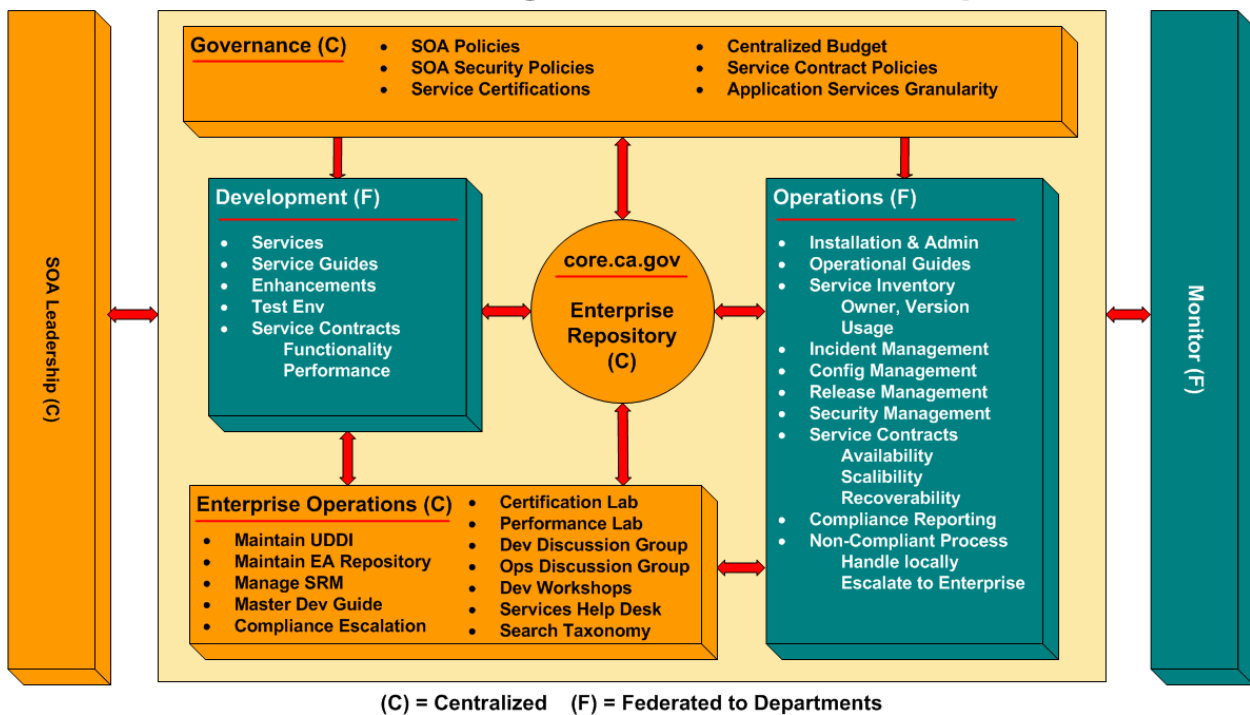 Governance (C)
• SOA Policies
• SOA Security Policies
• Service Certifications
• Centralized Budget
• Service Contract Policies
• Application Services Granularity
SOA Leadership (C)
Development (F)
• Services
• Service Guides
• Enhancements
• Test Env
• Service Contracts
Functionality
Performance
core.ca.gov
Enterprise
Repository
(C)
Operations (F)
• Installation & Admin
• Operational Guides
• Service Inventory
Owner, Version
Usage
• Incident Management
• Config Management
• Release Management
• Security Management
• Service Contracts
Availability
Scalibility
Recoverability
• Compliance Reporting
• Non-Compliant Process
Handle locally
Escalate to Enterprise
Monitor (F)
Enterprise Operations (C)
• Maintain UDDI
• Maintain EA Repository
• Manage SRM
• Master Dev Guide
• Compliance Escalation
• Certification Lab
• Performance Lab
• Dev Discussion Group
• Ops Discussion Group
• Dev Workshops
• Services Help Desk
• Search Taxonomy
(C) = Centralized (F) = Federated to Departments